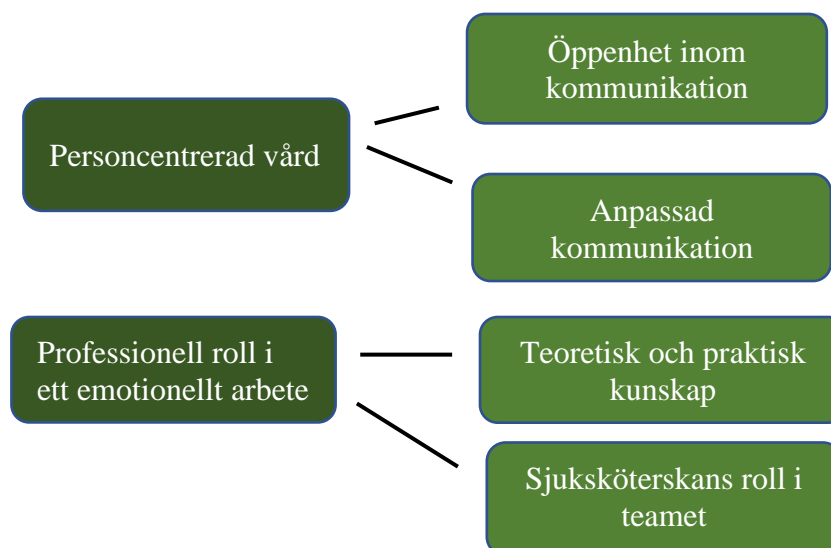 Öppenhet inom
kommunikation
Personcentrerad vård
Anpassad
kommunikation
Professionell roll i
ett emotionellt arbete
Teoretisk och praktisk
kunskap
Sjuksköterskans roll i
teamet